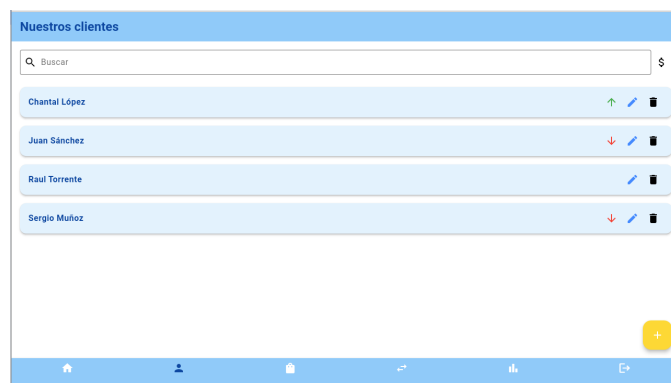 Nuestros clientes
Buscar
$
Chantal López
Juan Sánchez
Raul Torrente
Sergio Muñoz
+